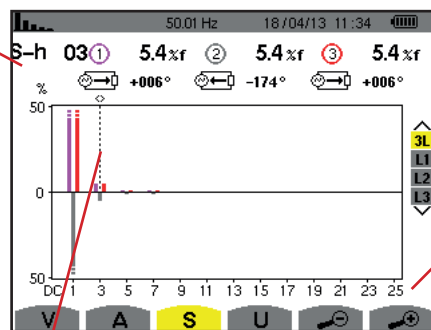 50.01 Hz 18/04/13 11:34
S-h 03 1 5.4%f 2 5.4%f 3 5.4%f
+006° -174° +006°
%
50
3L
L1
L2
L3
0
50
DC 1 3 5 7 9 11 13 15 17 19 21 23 25
V A S U